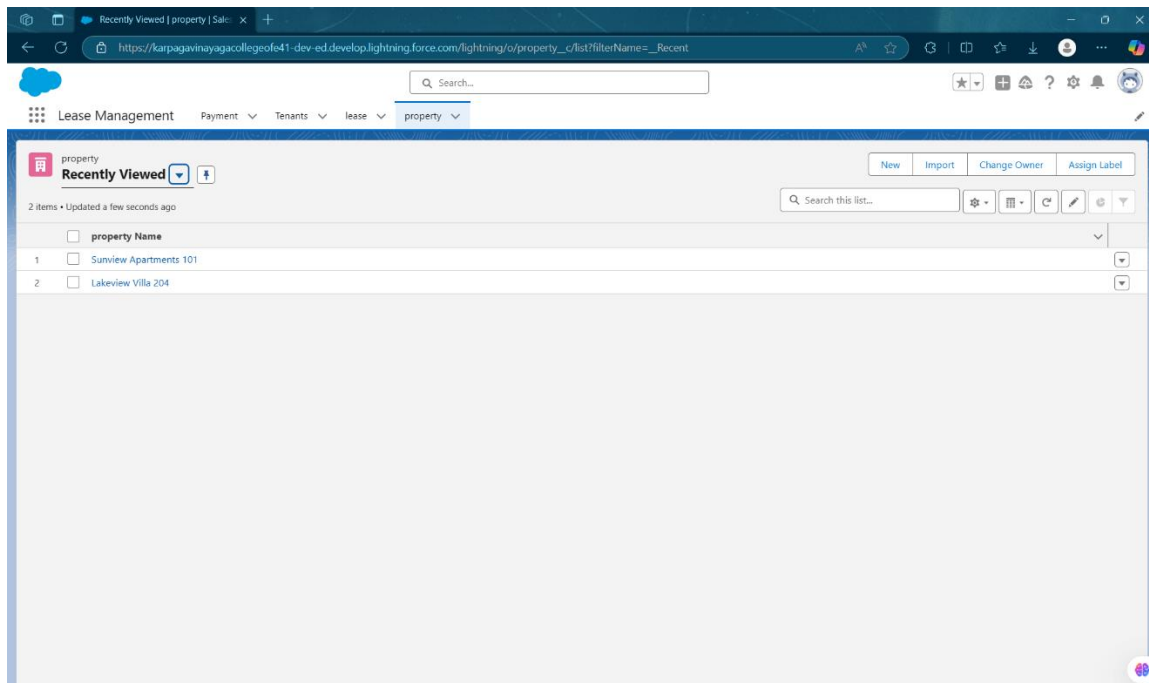 Recently Viewed | property | Sale
https://karpagavinayagacollegeofe41-dev-ed.develop.lightning.force.com/lightning/o/property__c/list?filterName=__Recent
Search...
Lease Management Payment Tenants lease property
property
Recently Viewed
New Import Change Owner Assign Label
2 items • Updated a few seconds ago
Search this list...
property Name
1 Sunview Apartments 101
2 Lakeview Villa 204